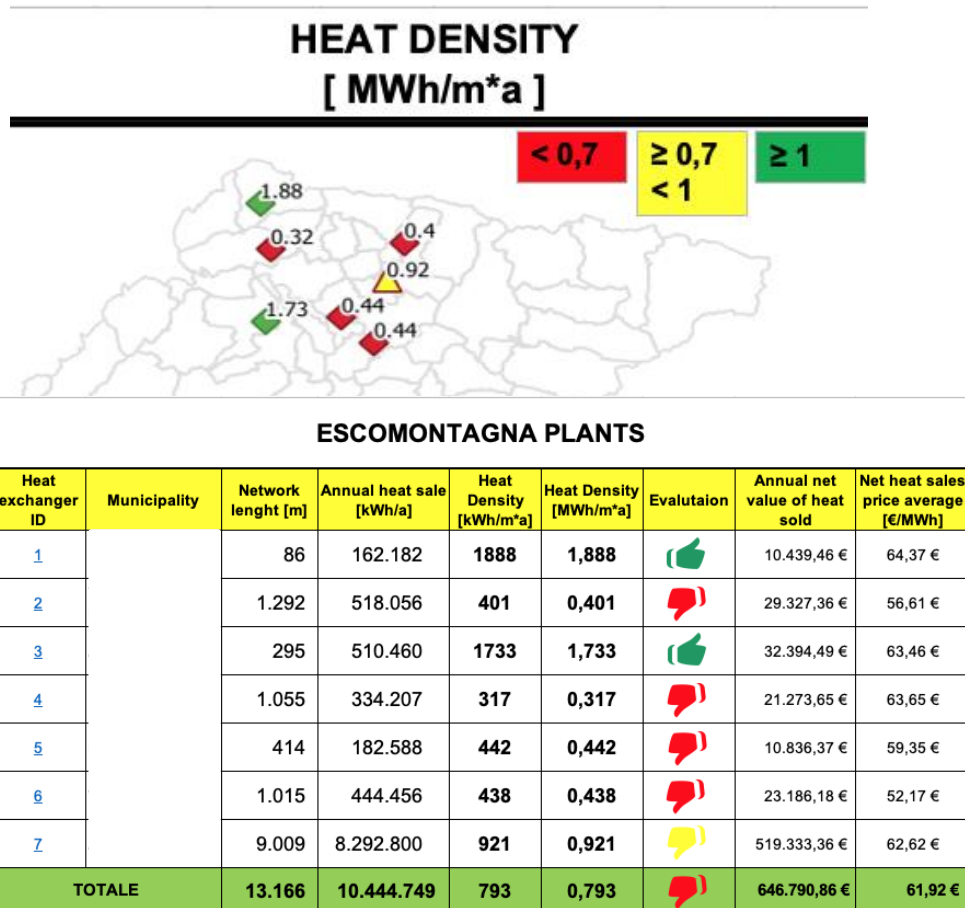 HEAT DENSITY
[ MWh/m*a ]
< 0,7
≥ 0,7
< 1
≥ 1
1.88
0.32
0.4
0.92
1.73
0.44
0.44
ESCOMONTAGNA PLANTS
Heat exchanger ID Municipality Network lenght [m] Annual heat sale [kWh/a] Heat Density [kWh/m*a] Heat Density [MWh/m*a] Evalutaion Annual net value of heat sold Net heat sales price average [€/MWh]
1 86 162.182 1888 1,888 10.439,46 € 64,37 €
2 1.292 518.056 401 0,401 29.327,36 € 56,61 €
3 295 510.460 1733 1,733 32.394,49 € 63,46 €
4 1.055 334.207 317 0,317 21.273,65 € 63,65 €
5 414 182.588 442 0,442 10.836,37 € 59,35 €
6 1.015 444.456 438 0,438 23.186,18 € 52,17 €
7 9.009 8.292.800 921 0,921 519.333,36 € 62,62 €
TOTALE 13.166 10.444.749 793 0,793 646.790,86 € 61,92 €